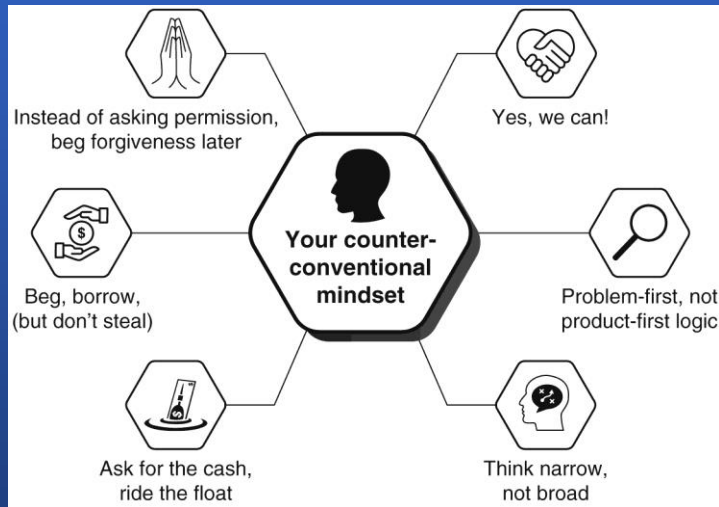 Instead of asking permission,
beg forgiveness later
Yes, we can!
Your counter-
conventional
mindset
Beg, borrow,
(but don't steal)
$
Problem-first, not
product-first logic
Ask for the cash,
ride the float
$
Think narrow,
not broad